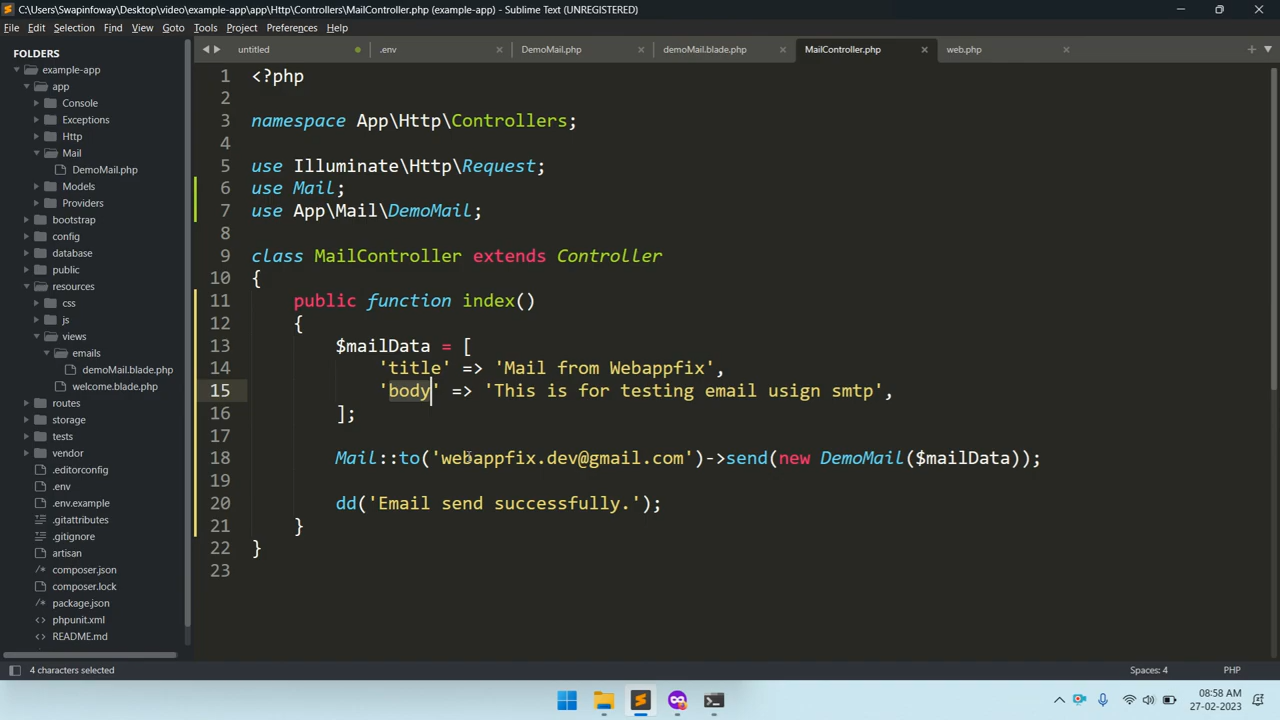 C:\Users\Swapinfoway\Desktop\video\example-app\app\Http\Controllers\MailController.php (example-app) - Sublime Text (UNREGISTERED)
File Edit Selection Find View Goto Tools Project Preferences Help
FOLDERS
example-app
app
Console
Exceptions
Http
Mail
DemoMail.php
Models
Providers
bootstrap
config
database
public
resources
css
js
views
emails
demoMail.blade.php
welcome.blade.php
routes
storage
tests
vendor
.editorconfig
.env
.env.example
.gitattributes
.gitignore
artisan
composer.json
composer.lock
package.json
phpunit.xml
README.md
untitled .env DemoMail.php demoMail.blade.php MailController.php web.php
1 <?php
2
3 namespace App\Http\Controllers;
4
5 use Illuminate\Http\Request;
6 use Mail;
7 use App\Mail\DemoMail;
8
9 class MailController extends Controller
10 {
11 public function index()
12 {
13 $mailData = [
14 'title' => 'Mail from Webappfix',
15 'body' => 'This is for testing email usign smtp',
16 ];
17
18 Mail::to('webappfix.dev@gmail.com')->send(new DemoMail($mailData));
19
20 dd('Email send successfully.');
21 }
22 }
23
4 characters selected Spaces: 4 PHP
08:58 AM
27-02-2023